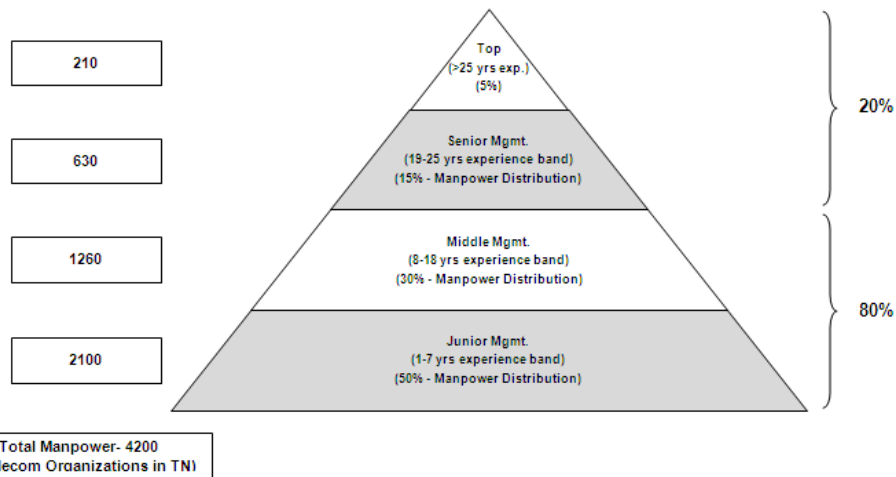 210
Top
(>25 yrs exp.)
(5%)
20%
630
Senior Mgmt.
(19-25 yrs experience band)
(15% - Manpower Distribution)
1260
Middle Mgmt.
(8-18 yrs experience band)
(30% - Manpower Distribution)
80%
2100
Junior Mgmt.
(1-7 yrs experience band)
(50% - Manpower Distribution)
Total Manpower- 4200
Organizations in TN)